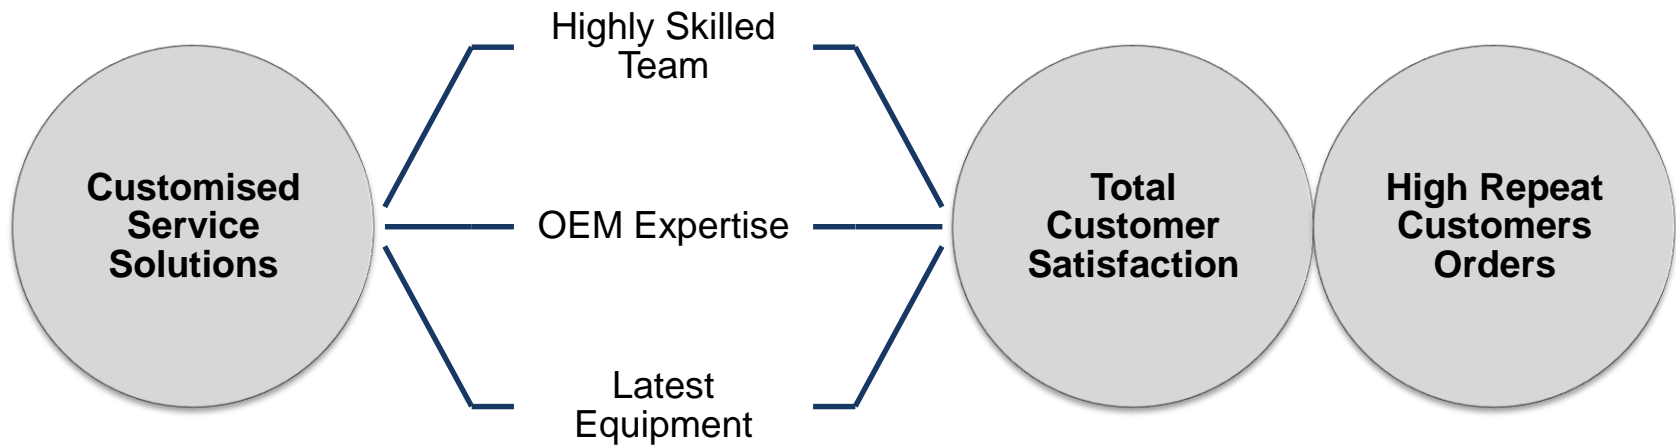 Customised
Service
Solutions
Highly Skilled
Team
OEM Expertise
Latest
Equipment
Total
Customer
Satisfaction
High Repeat
Customers
Orders